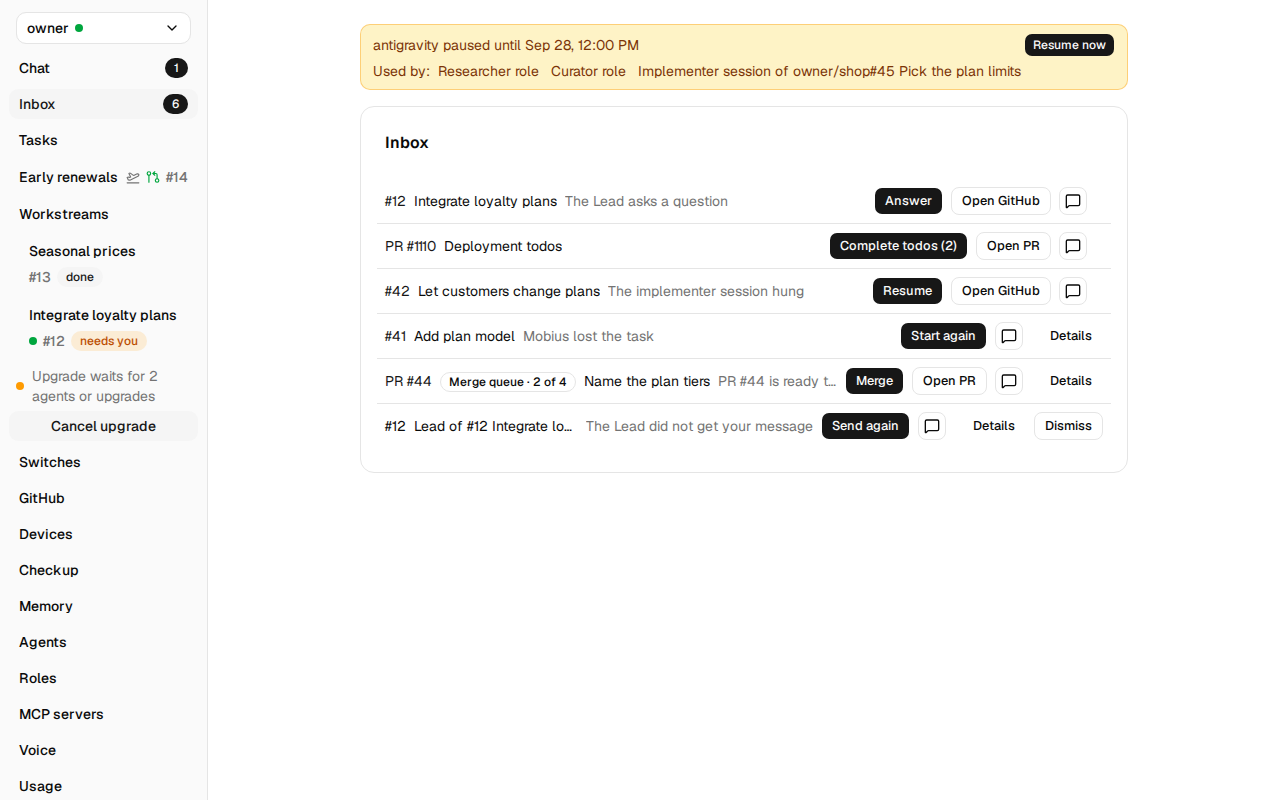 owner
Chat 1
Inbox 6
Tasks
Early renewals #14
Workstreams
Seasonal prices
#13 done
Integrate loyalty plans
#12 needs you
Upgrade waits for 2
agents or upgrades
Cancel upgrade
Switches
GitHub
Devices
Checkup
Memory
Agents
Roles
MCP servers
Voice
Usage
antigravity paused until Sep 28, 12:00 PM Resume now
Used by: Researcher role Curator role Implementer session of owner/shop#45 Pick the plan limits
Inbox
#12 Integrate loyalty plans The Lead asks a question Answer Open GitHub
PR #1110 Deployment todos Complete todos (2) Open PR
#42 Let customers change plans The implementer session hung Resume Open GitHub
#41 Add plan model Mobius lost the task Start again Details
PR #44 Merge queue · 2 of 4 Name the plan tiers PR #44 is ready t… Merge Open PR Details
#12 Lead of #12 Integrate lo… The Lead did not get your message Send again Details Dismiss